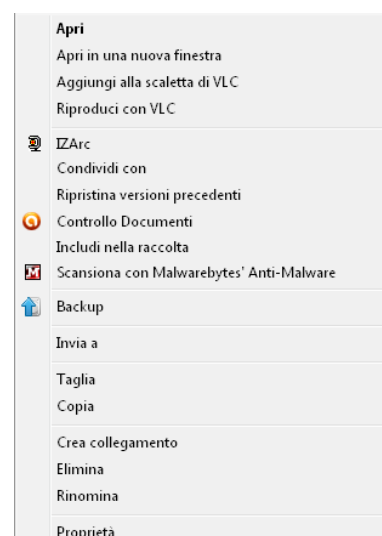 Apri
Apri in una nuova finestra
Aggiungi alla scaletta di VLC
Riproduci con VLC
IZArc
Condividi con
Ripristina versioni precedenti
Controllo Documenti
Includi nella raccolta
Scansiona con Malwarebytes' Anti-Malware
Backup
Invia a
Taglia
Copia
Crea collegamento
Elimina
Rinomina
Proprietà